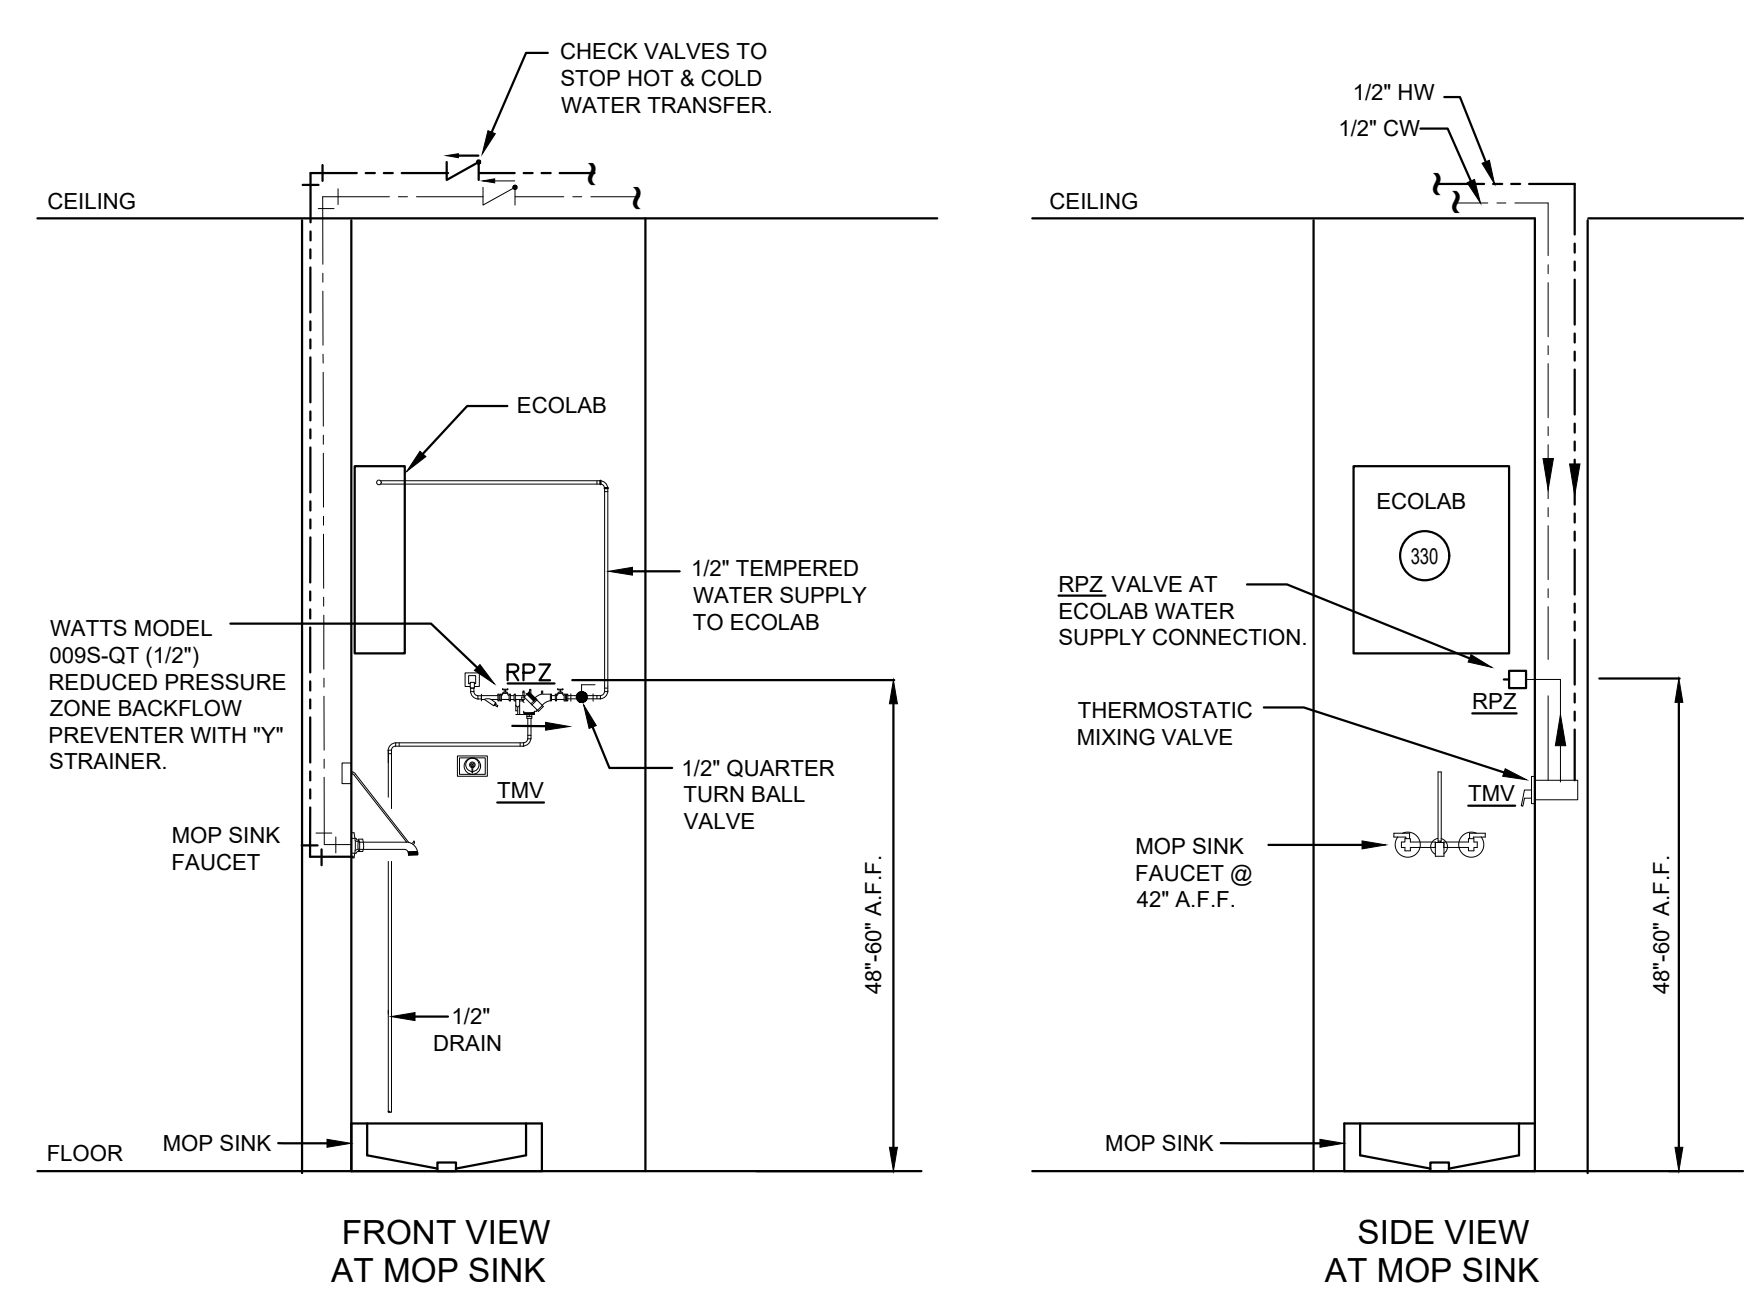 CHECK VALVES TO
STOP HOT & COLD
WATER TRANSFER.
CEILING
ECOLAB
1/2" TEMPERED
WATER SUPPLY
TO ECOLAB
WATTS MODEL
009S-QT (1/2")
REDUCED PRESSURE
ZONE BACKFLOW
PREVENTER WITH "Y"
STRAINER.
RPZ
TMV
1/2" QUARTER
TURN BALL
VALVE
MOP SINK
FAUCET
48"-60" A.F.F.
1/2"
DRAIN
FLOOR
MOP SINK
FRONT VIEW
AT MOP SINK
1/2" HW
1/2" CW
CEILING
ECOLAB
330
RPZ VALVE AT
ECOLAB WATER
SUPPLY CONNECTION.
RPZ
THERMOSTATIC
MIXING VALVE
TMV
MOP SINK
FAUCET @
42" A.F.F.
48"-60" A.F.F.
MOP SINK
SIDE VIEW
AT MOP SINK